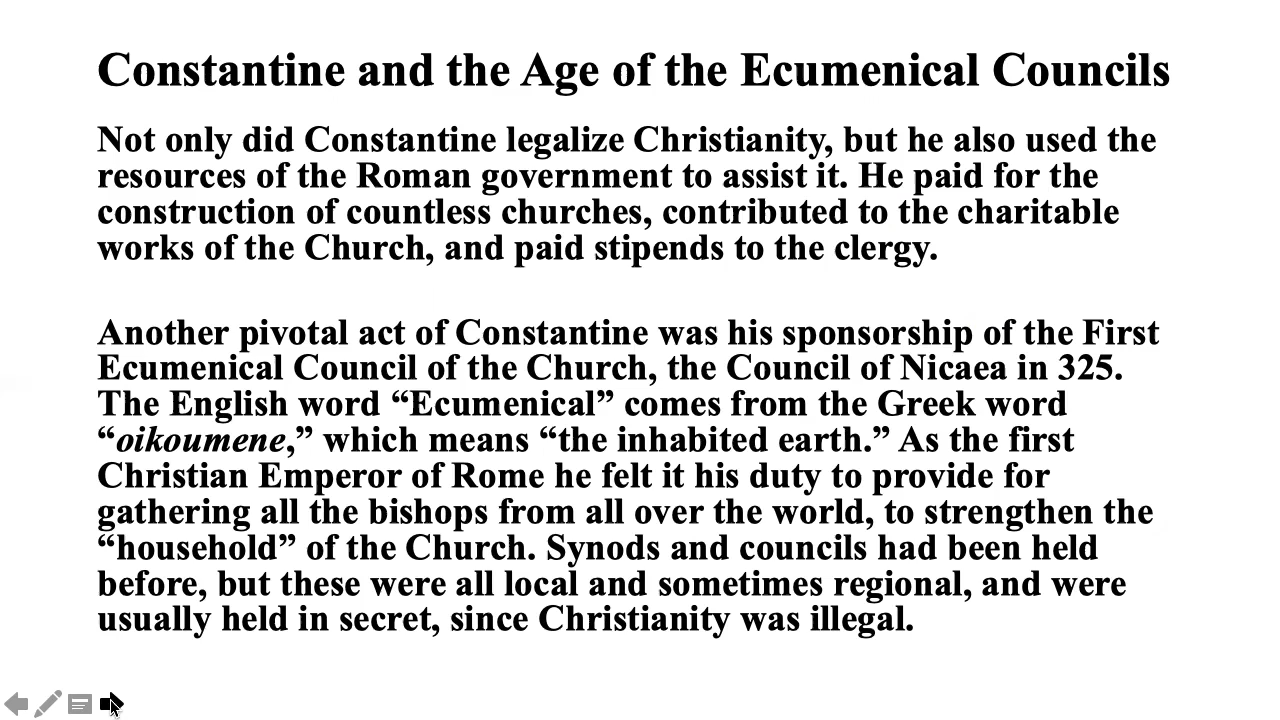 Constantine and the Age of the Ecumenical Councils
Not only did Constantine legalize Christianity, but he also used the
resources of the Roman government to assist it. He paid for the
construction of countless churches, contributed to the charitable
works of the Church, and paid stipends to the clergy.
Another pivotal act of Constantine was his sponsorship of the First
Ecumenical Council of the Church, the Council of Nicaea in 325.
The English word “Ecumenical” comes from the Greek word
“oikoumene,” which means “the inhabited earth.” As the first
Christian Emperor of Rome he felt it his duty to provide for
gathering all the bishops from all over the world, to strengthen the
“household” of the Church. Synods and councils had been held
before, but these were all local and sometimes regional, and were
usually held in secret, since Christianity was illegal.